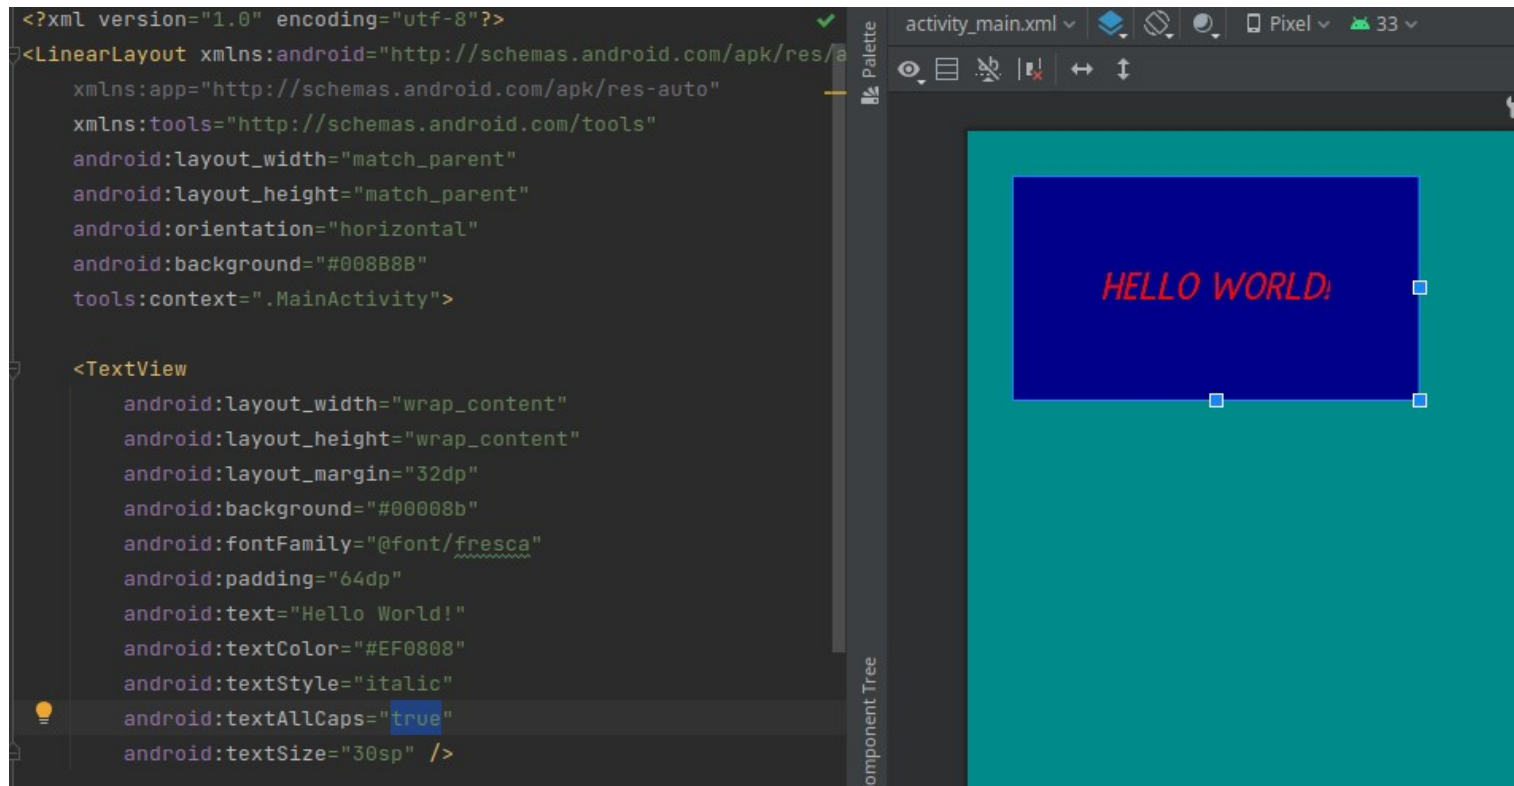 <?xml version="1.0" encoding="utf-8"?>
<LinearLayout xmlns:android="http://schemas.android.com/apk/res/a
xmlns:app="http://schemas.android.com/apk/res-auto"
xmlns:tools="http://schemas.android.com/tools"
android:layout_width="match_parent"
android:layout_height="match_parent"
android:orientation="horizontal"
android:background="#008B8B"
tools:context=".MainActivity">
<TextView
android:layout_width="wrap_content"
android:layout_height="wrap_content"
android:layout_margin="32dp"
android:background="#00008b"
android:fontFamily="@font/fresca"
android:padding="64dp"
android:text="Hello World!"
android:textColor="#EF0808"
android:textStyle="italic"
android:textAllCaps="true"
android:textSize="30sp" />
Palette
omponent Tree
activity_main.xml Pixel 33
HELLO WORLD!